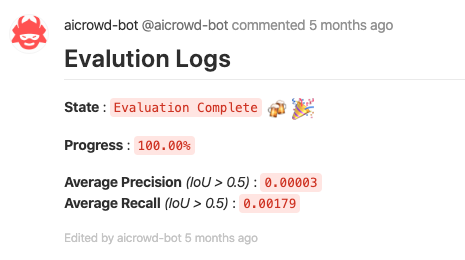 aicrowd-bot @aicrowd-bot commented 5 months ago
Evalution Logs
State : Evaluation Complete 🍻 🎉
Progress : 100.00%
Average Precision (IoU > 0.5) : 0.00003
Average Recall (IoU > 0.5) : 0.00179
Edited by aicrowd-bot 5 months ago